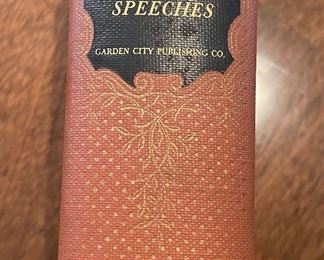 SPEECHES
GARDEN CITY PUBLISHING CO.